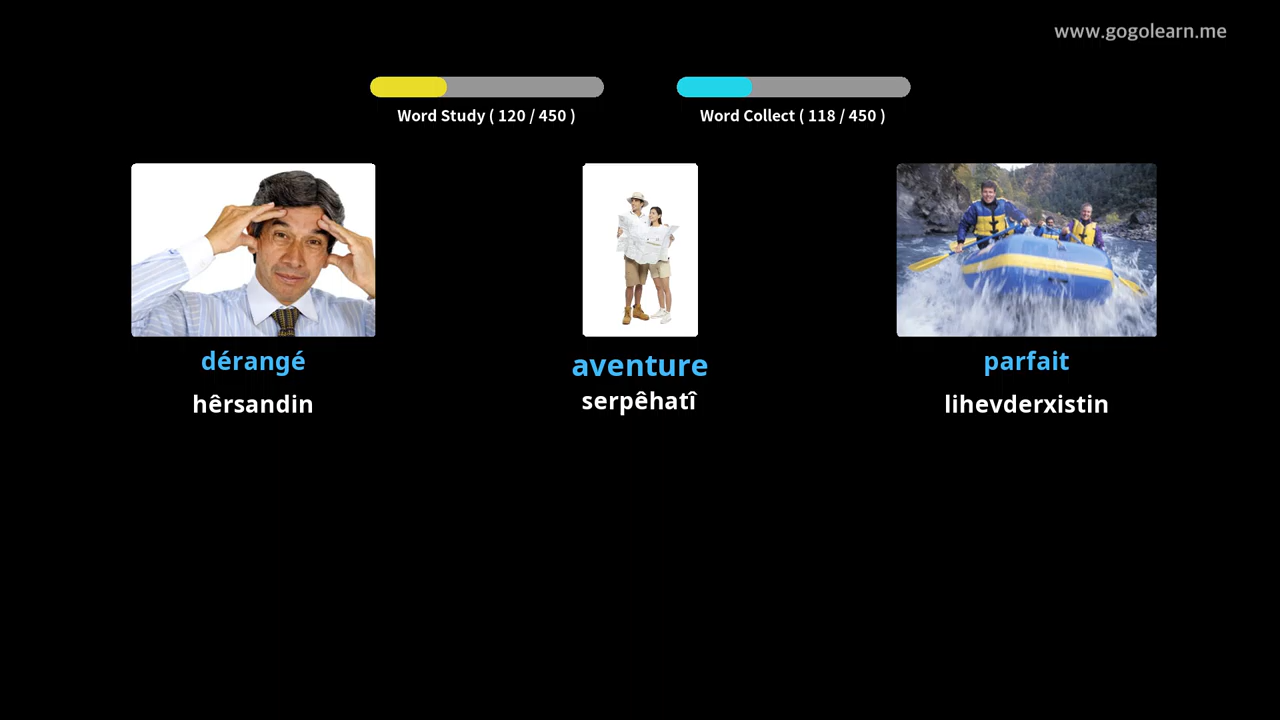 www.gogolearn.me
Word Study ( 120 / 450 )
Word Collect ( 118 / 450 )
dérangé
hêrsandin
aventure
serpêhatî
parfait
lihevderxistin